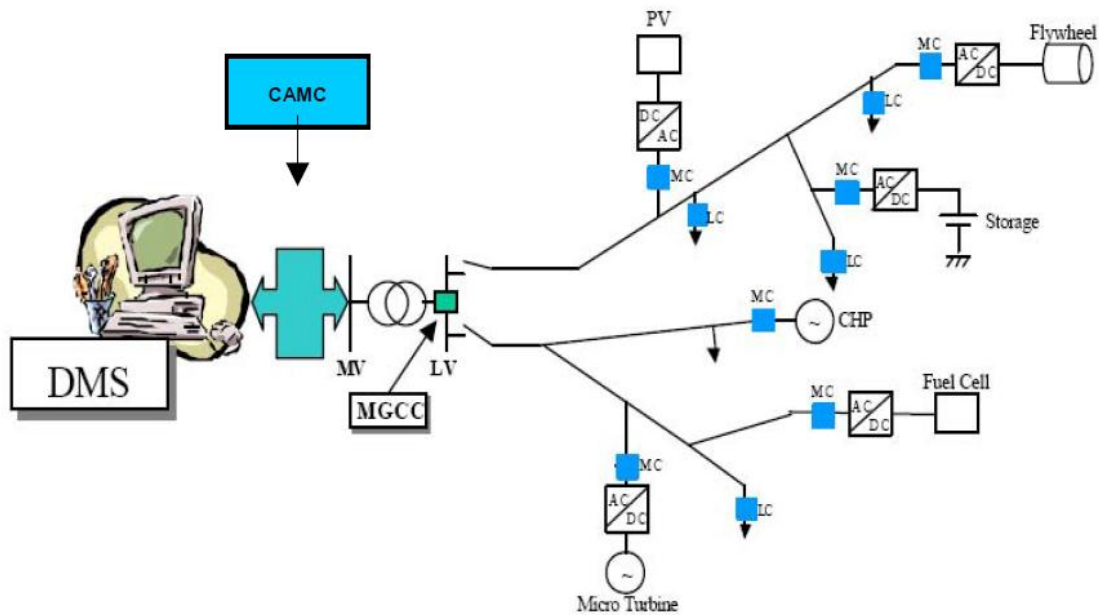 PV
MC
AC
DC
Flywheel
CAMC
LC
DC
AC
MC
MC
AC
DC
LC
Storage
LC
MC
~
CHP
DMS
MV
LV
MGCC
Fuel Cell
MC
AC
DC
MC
AC
DC
LC
~
Micro Turbine